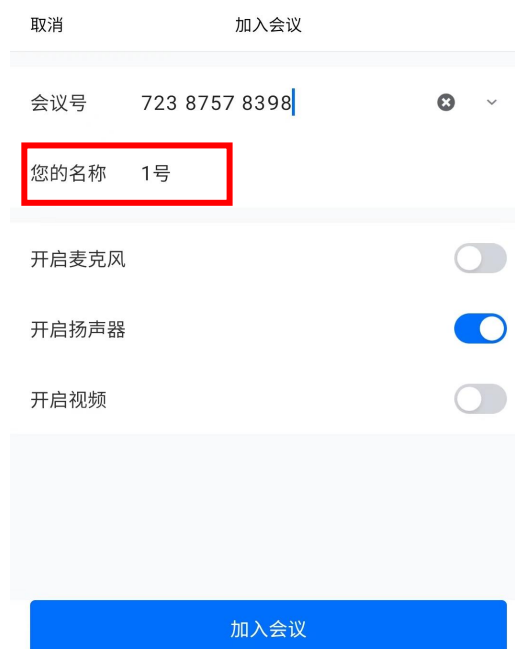 取消 加入会议
会议号 723 8757 8398
您的名称 1号
开启麦克风
开启扬声器
开启视频
加入会议